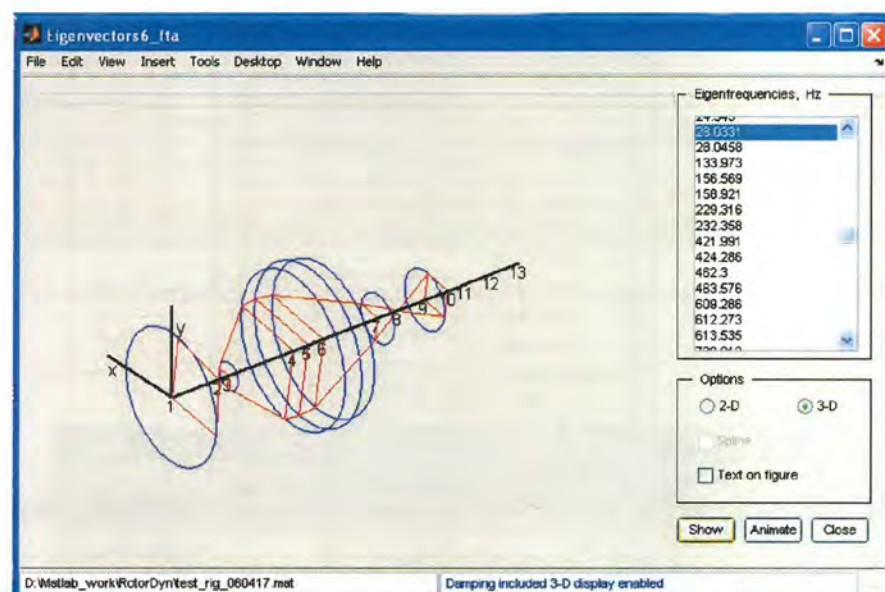 Eigenvectors6_fta
File Edit View Insert Tools Desktop Window Help
Eigenfrequencies, Hz
24.545
28.0331
28.0458
133.973
156.569
158.921
229.316
232.358
421.991
424.286
462.3
483.576
609.286
612.273
613.535
Options
2-D 3-D
Spline
Text on figure
Show Animate Close
x y
1 2 3 4 5 6 7 8 9 10 11 12 13
D:\Matlab_work\RotorDyn\test_rig_060417.mat
Damping included 3-D display enabled